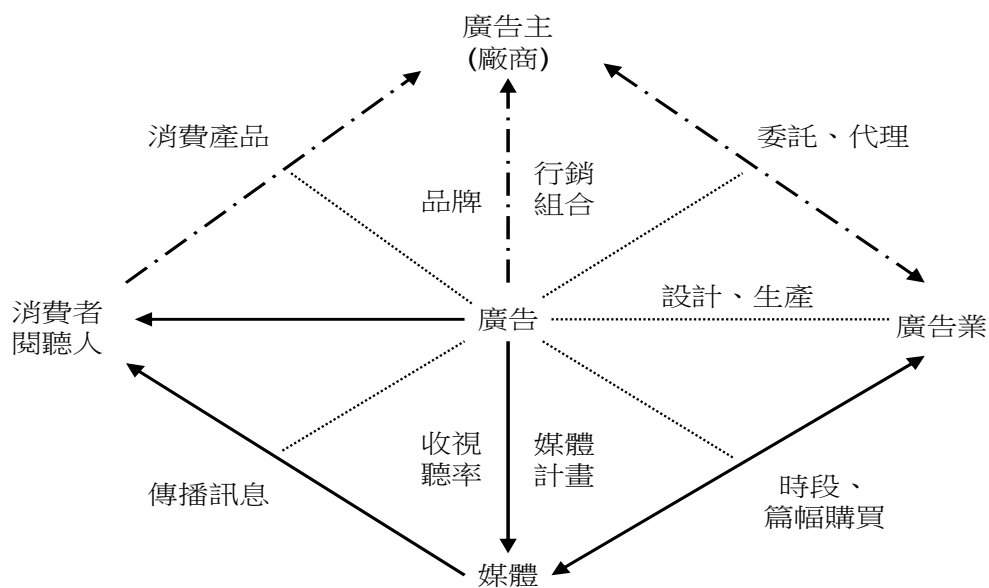 廣告主
(廠商)
消費產品
委託、代理
品牌
行銷
組合
消費者
閱聽人
廣告
設計、生產
廣告業
收視
聽率
媒體
計畫
傳播訊息
時段、
篇幅購買
媒體